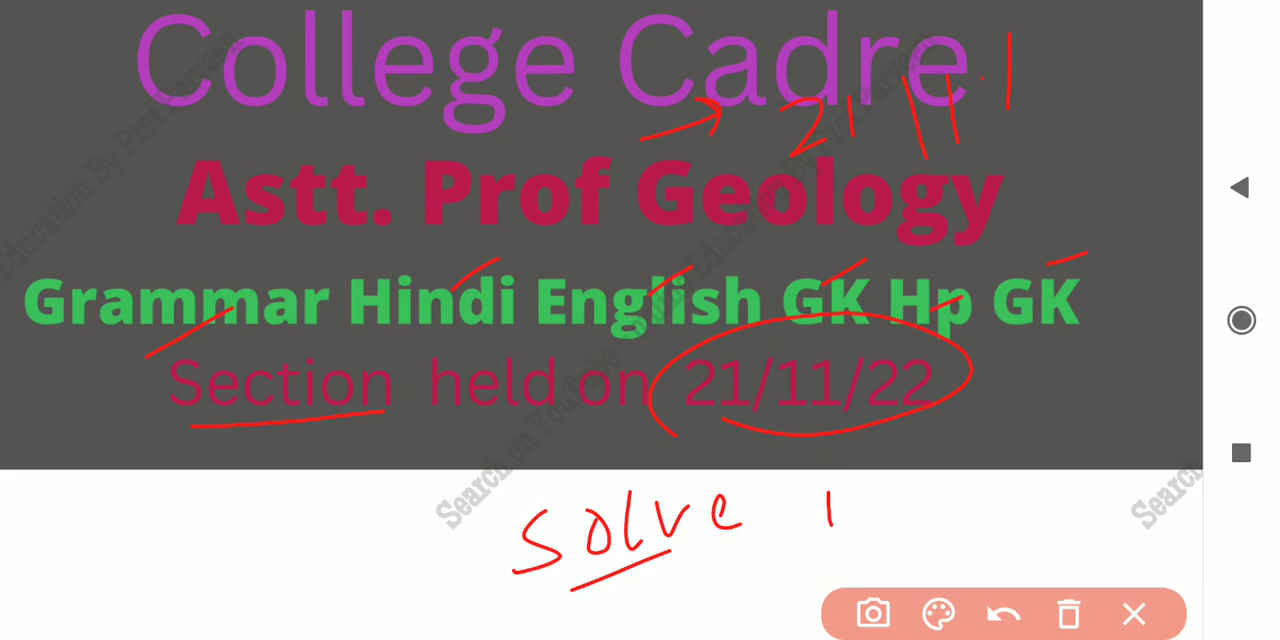 College Cadre
21 11
Astt. Prof Geology
Grammar Hindi English GK Hp GK
Section held on 21/11/22
Solve